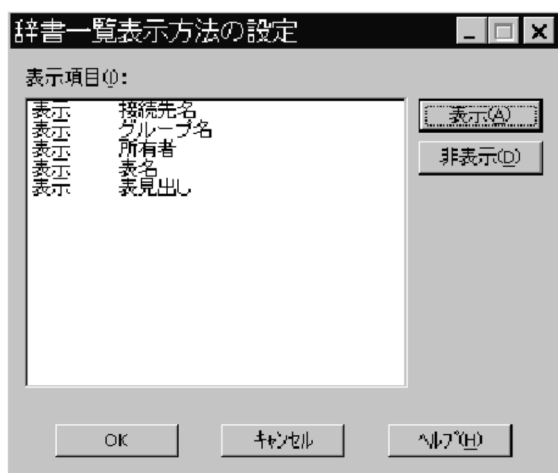 辞書一覧表示方法の設定
表示項目(I):
表示 接続先名
表示 グループ名
表示 所有者
表示 表名
表示 表見出し
表示(A)
非表示(D)
OK
ｷｬﾝｾﾙ
ﾍﾙﾌﾟ(H)